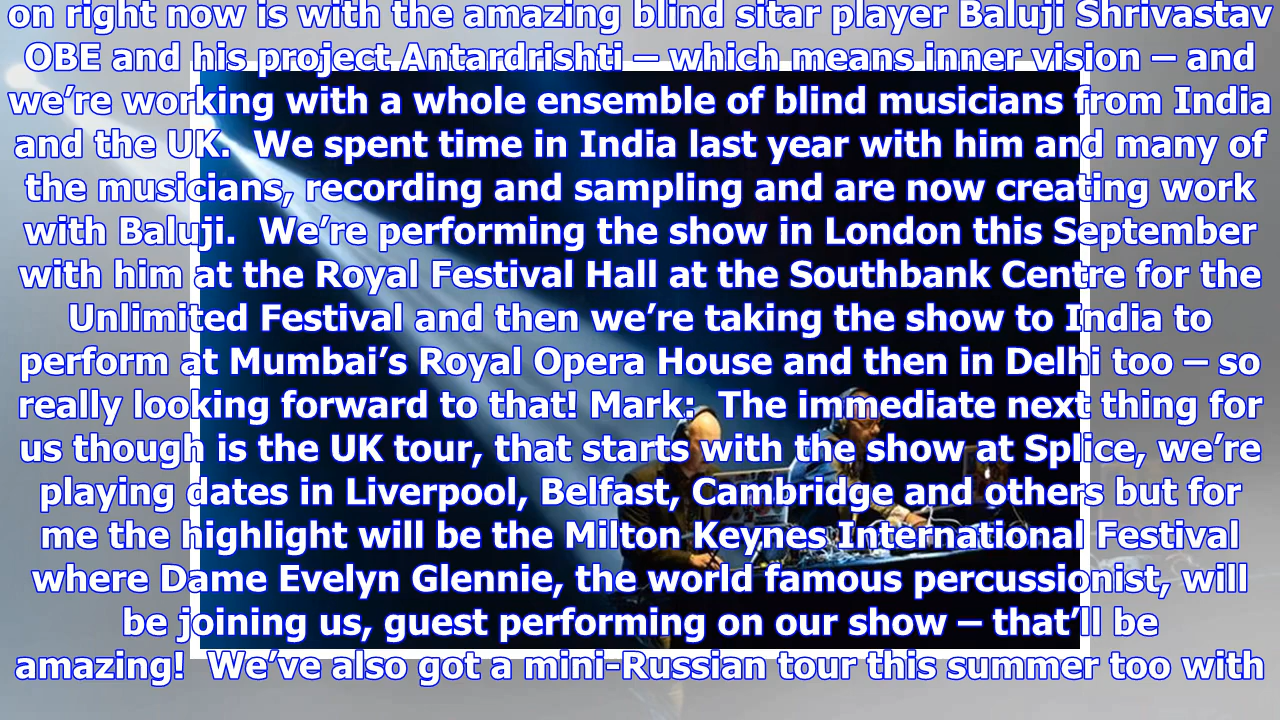 on right now is with the amazing blind sitar player Baluji Shrivastav
OBE and his project Antardrishti – which means inner vision – and
we’re working with a whole ensemble of blind musicians from India
and the UK.  We spent time in India last year with him and many of
the musicians, recording and sampling and are now creating work
with Baluji.  We’re performing the show in London this September
with him at the Royal Festival Hall at the Southbank Centre for the
Unlimited Festival and then we’re taking the show to India to
perform at Mumbai’s Royal Opera House and then in Delhi too – so
really looking forward to that! Mark:  The immediate next thing for
us though is the UK tour, that starts with the show at Splice, we’re
playing dates in Liverpool, Belfast, Cambridge and others but for
me the highlight will be the Milton Keynes International Festival
where Dame Evelyn Glennie, the world famous percussionist, will
be joining us, guest performing on our show – that’ll be
amazing!  We’ve also got a mini-Russian tour this summer too with